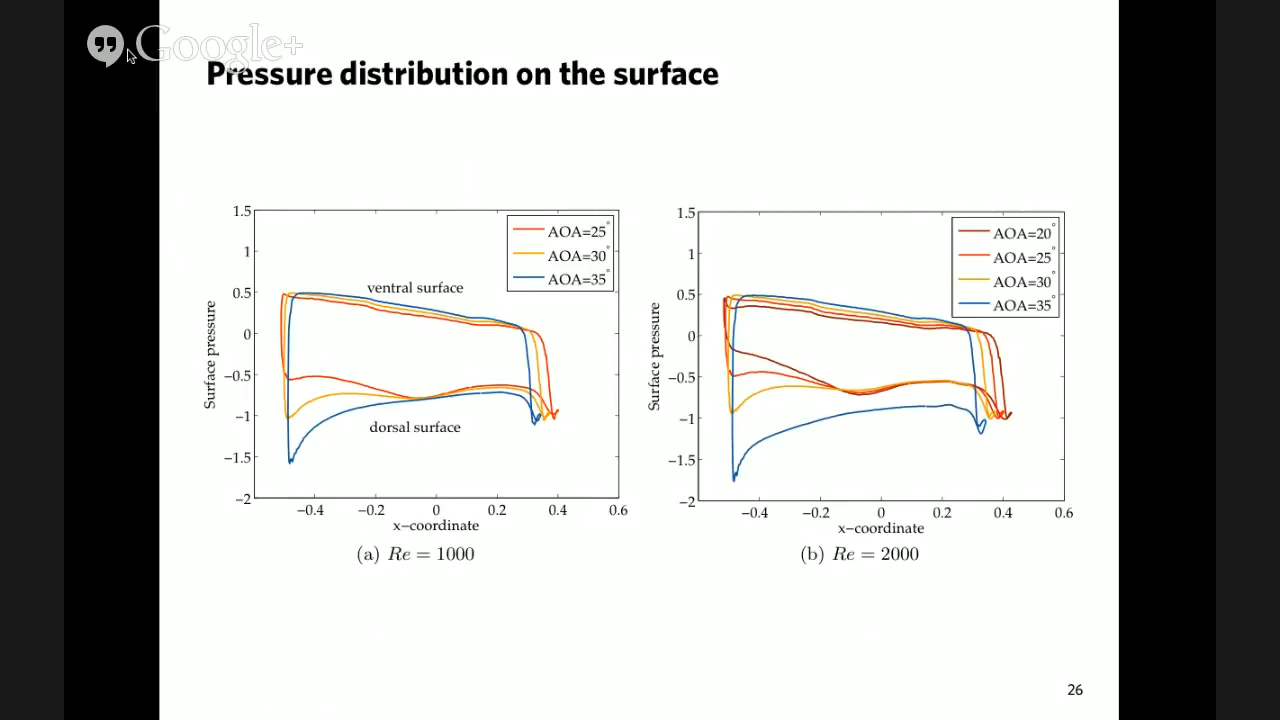 Google+
Pressure distribution on the surface
1.5
1
0.5
0
−0.5
−1
−1.5
−2
Surface pressure
AOA=25°
AOA=30°
AOA=35°
ventral surface
dorsal surface
−0.4
−0.2
0
0.2
0.4
0.6
x−coordinate
(a) Re = 1000
1.5
1
0.5
0
−0.5
−1
−1.5
−2
Surface pressure
AOA=20°
AOA=25°
AOA=30°
AOA=35°
−0.4
−0.2
0
0.2
0.4
0.6
x−coordinate
(b) Re = 2000
26